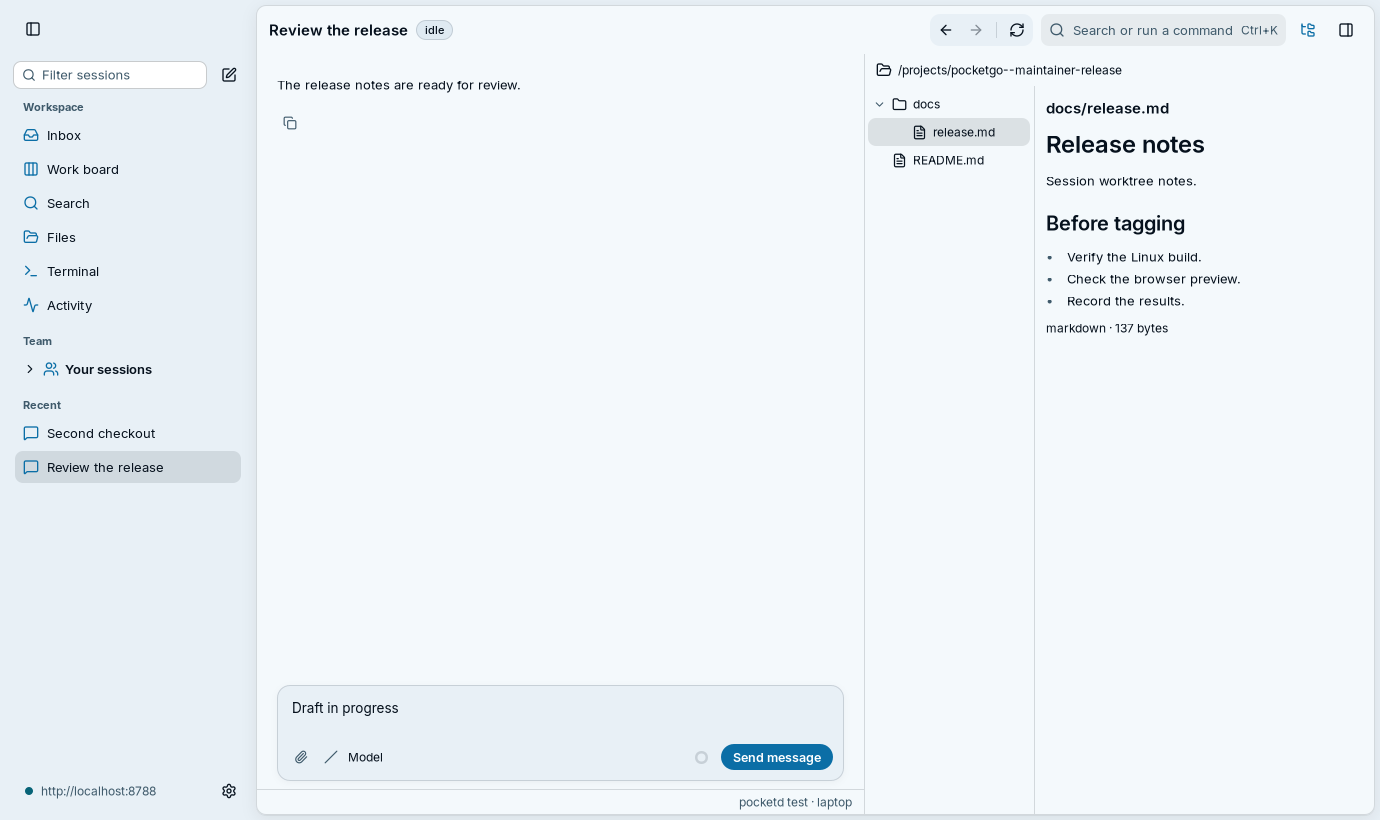 Review the release
idle
Search or run a command
Ctrl+K
Filter sessions
Workspace
Inbox
Work board
Search
Files
Terminal
Activity
Team
Your sessions
Recent
Second checkout
Review the release
http://localhost:8788
The release notes are ready for review.
Draft in progress
Model
Send message
pocketd test · laptop
/projects/pocketgo--maintainer-release
docs
release.md
README.md
docs/release.md
Release notes
Session worktree notes.
Before tagging
• Verify the Linux build.
• Check the browser preview.
• Record the results.
markdown · 137 bytes